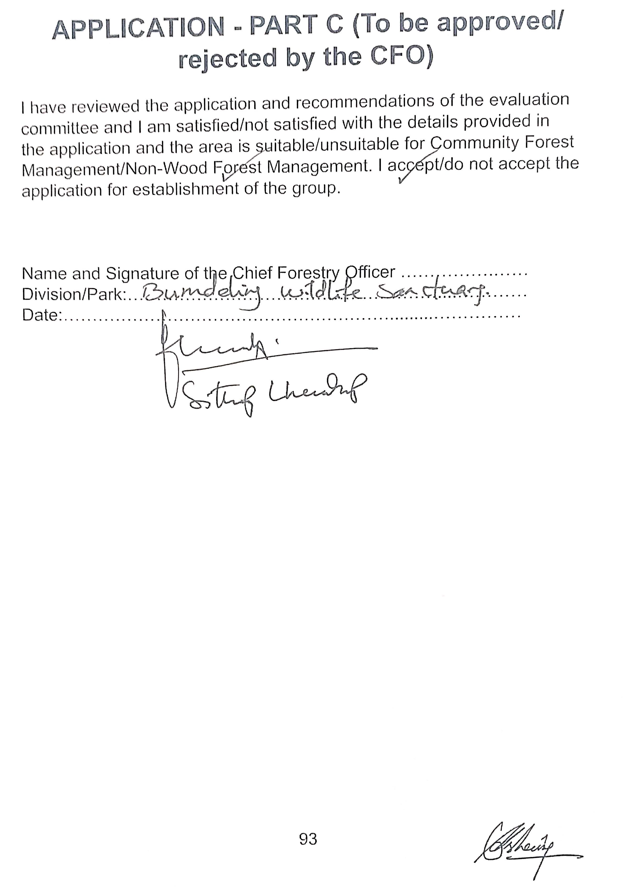 APPLICATION - PART C (To be approved/
rejected by the CFO)
I have reviewed the application and recommendations of the evaluation
committee and I am satisfied/not satisfied with the details provided in
the application and the area is suitable/unsuitable for Community Forest
Management/Non-Wood Forest Management. I accept/do not accept the
application for establishment of the group.
Name and Signature of the Chief Forestry Officer ......................
Division/Park:...Bumdeling Wildlife Sanctuary.......
Date:................................................................................
93